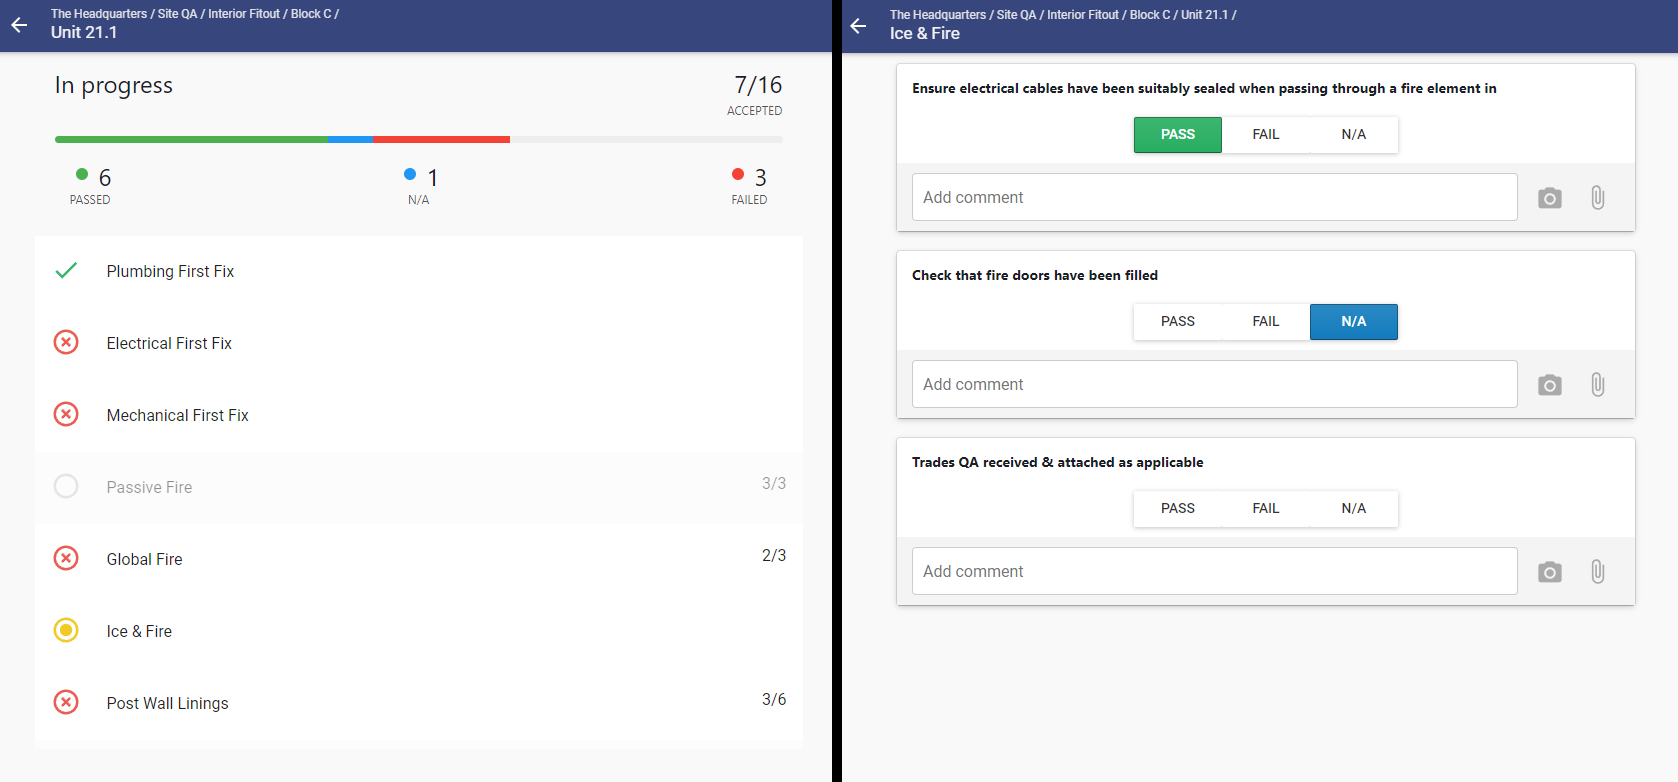 The Headquarters / Site QA / Interior Fitout / Block C /
Unit 21.1
In progress
7/16
ACCEPTED
6
PASSED
1
N/A
3
FAILED
Plumbing First Fix
Electrical First Fix
Mechanical First Fix
Passive Fire
3/3
Global Fire
2/3
Ice & Fire
Post Wall Linings
3/6
The Headquarters / Site QA / Interior Fitout / Block C / Unit 21.1 /
Ice & Fire
Ensure electrical cables have been suitably sealed when passing through a fire element in
PASS FAIL N/A
Add comment
Check that fire doors have been filled
PASS FAIL N/A
Add comment
Trades QA received & attached as applicable
PASS FAIL N/A
Add comment